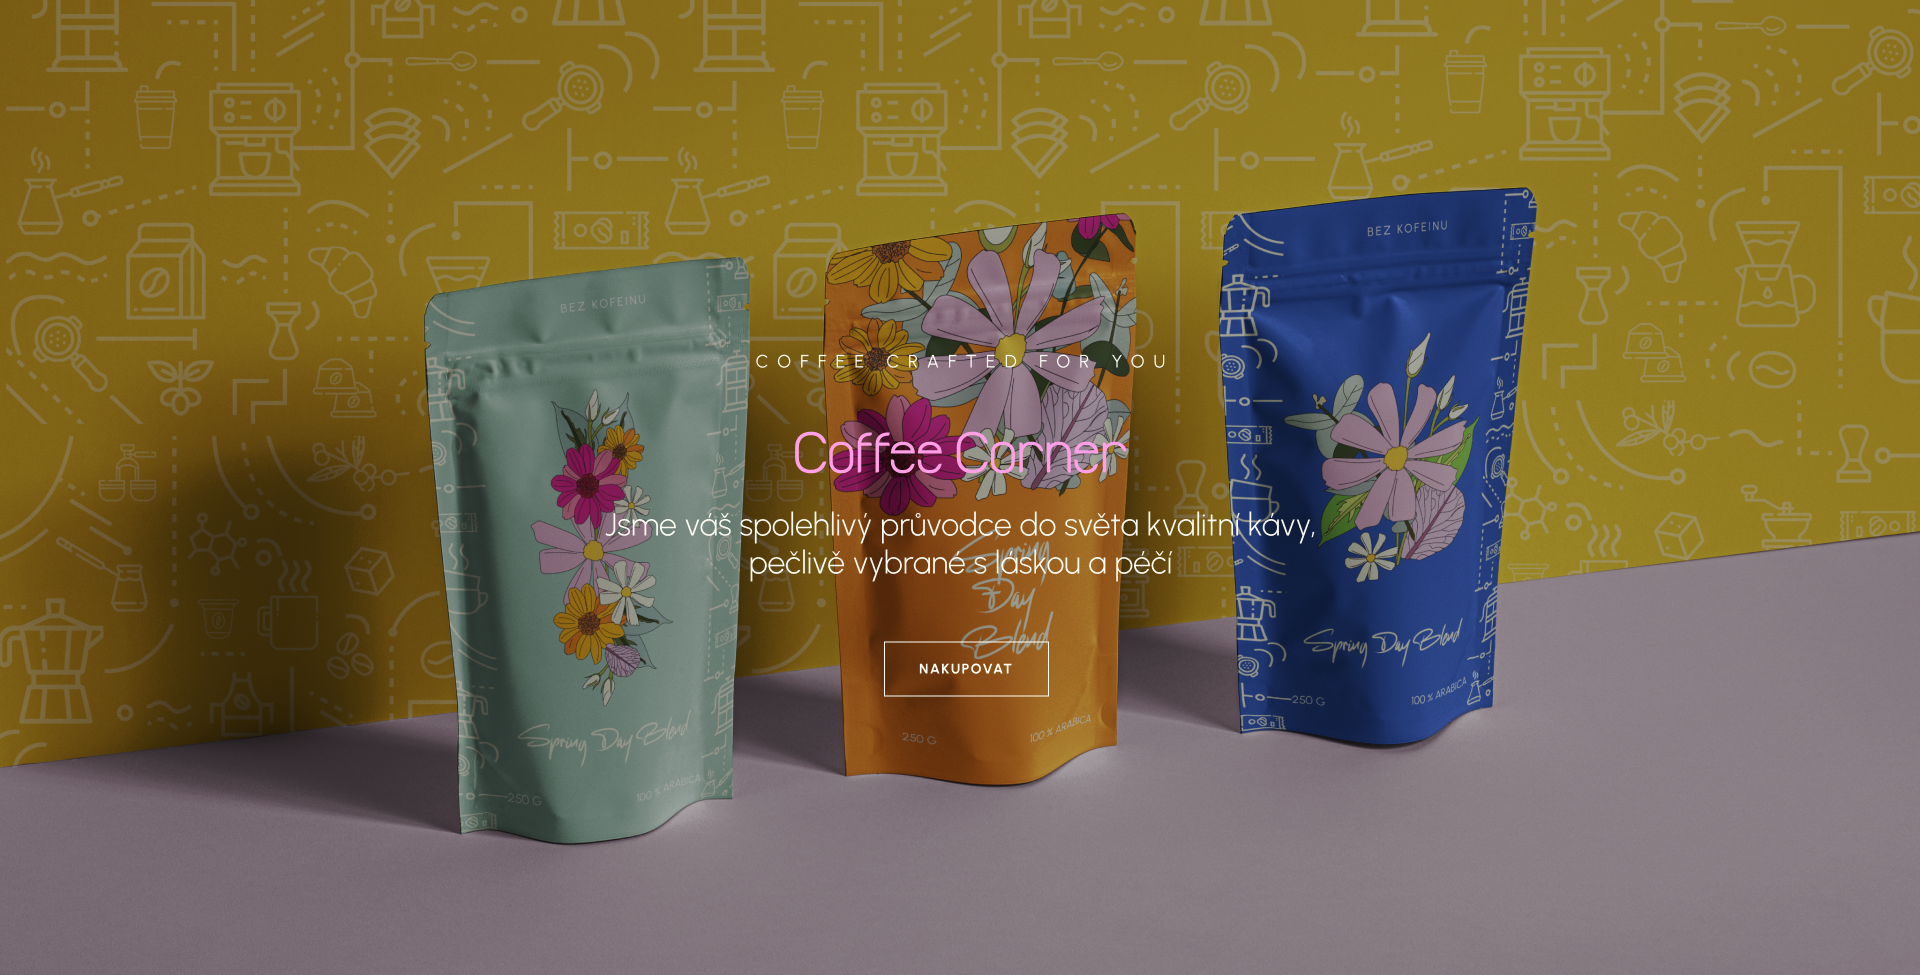 COFFEE CRAFTED FOR YOU
Coffee Corner
Jsme váš spolehlivý průvodce do světa kvalitní kávy,
pečlivě vybrané s láskou a péčí
NAKUPOVAT
BEZ KOFEINU
Spring Day Blend
250 G
100 % ARABICA
Spring
Day
Blend
250 G
100 % ARABICA
BEZ KOFEINU
Spring Day Blend
250 G
100 % ARABICA